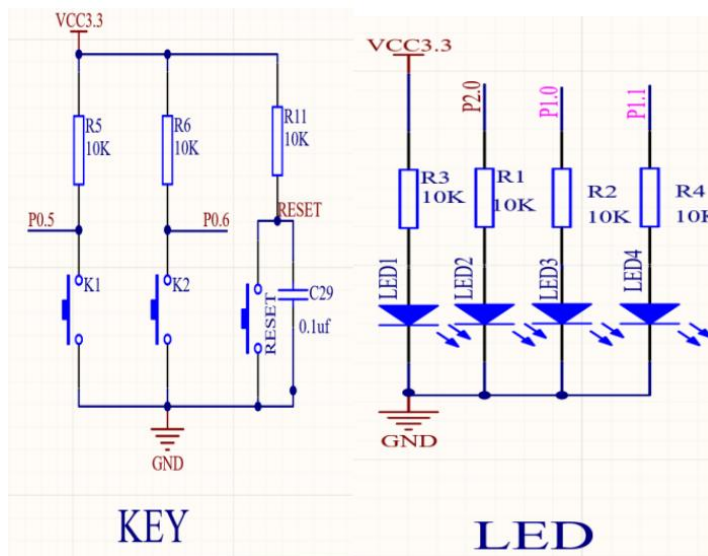 VCC3.3
R5
10K
R6
10K
R11
10K
P0.5
P0.6
RESET
K1
K2
RESET
C29
0.1uf
GND
KEY
VCC3.3
P2.0
P1.0
P1.1
R3
10K
R1
10K
R2
10K
R4
10K
LED1
LED2
LED3
LED4
GND
LED